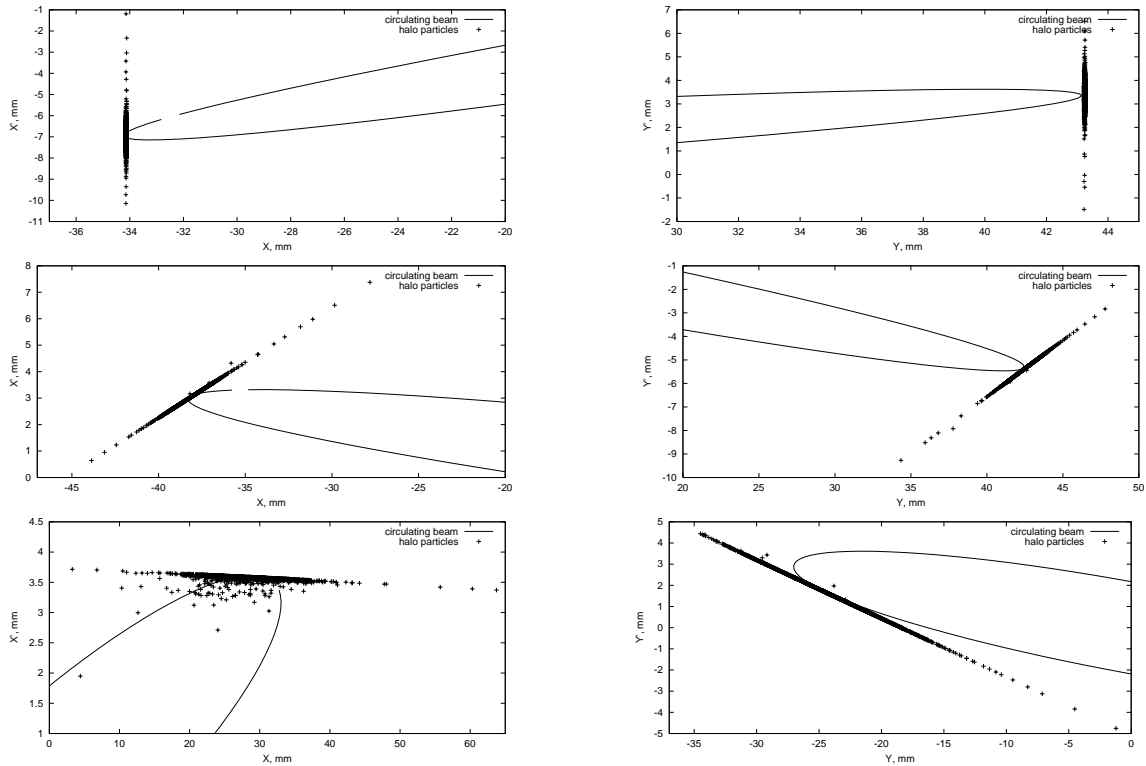 -1
-2
-3
-4
-5
-6
-7
-8
-9
-10
-11
-36 -34 -32 -30 -28 -26 -24 -22 -20
X', mm
X, mm
circulating beam
halo particles
7
6
5
4
3
2
1
0
-1
-2
30 32 34 36 38 40 42 44
Y', mm
Y, mm
circulating beam
halo particles
8
7
6
5
4
3
2
1
0
-45 -40 -35 -30 -25 -20
X', mm
X, mm
circulating beam
halo particles
-1
-2
-3
-4
-5
-6
-7
-8
-9
-10
20 25 30 35 40 45 50
Y', mm
Y, mm
circulating beam
halo particles
4.5
4
3.5
3
2.5
2
1.5
1
0 10 20 30 40 50 60
X', mm
X, mm
circulating beam
halo particles
5
4
3
2
1
0
-1
-2
-3
-4
-5
-35 -30 -25 -20 -15 -10 -5 0
Y', mm
Y, mm
circulating beam
halo particles